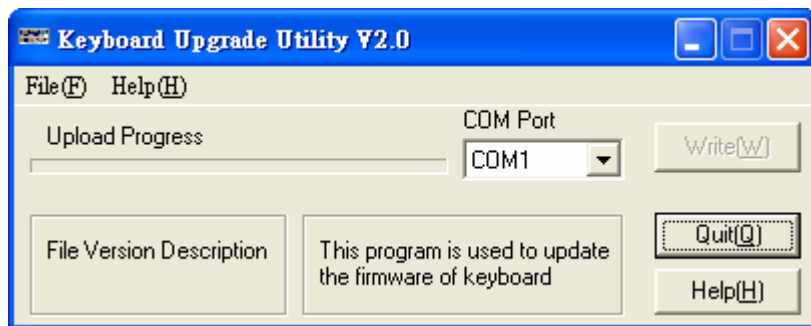 Keyboard Upgrade Utility V2.0
File(F) Help(H)
Upload Progress
COM Port
COM1
Write(W)
File Version Description
This program is used to update
the firmware of keyboard
Quit(Q)
Help(H)